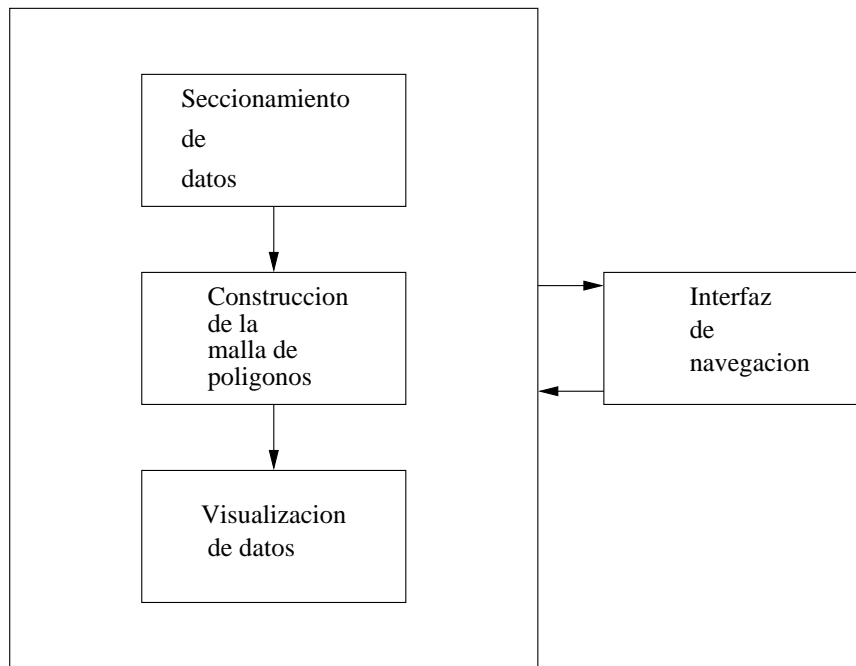 Seccionamiento
de
datos
Construccion
de la
malla de
poligonos
Visualizacion
de datos
Interfaz
de
navegacion